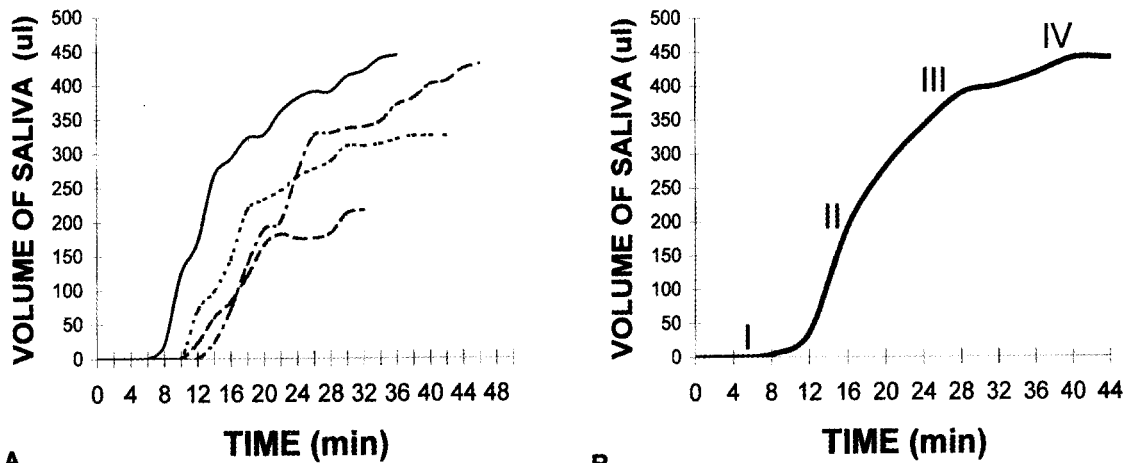 VOLUME OF SALIVA (ul)
500
450
400
350
300
250
200
150
100
50
0
0 4 8 12 16 20 24 28 32 36 40 44 48
TIME (min)
A
VOLUME OF SALIVA (ul)
500
450
400
350
300
250
200
150
100
50
0
I
II
III
IV
0 4 8 12 16 20 24 28 32 36 40 44
TIME (min)
B